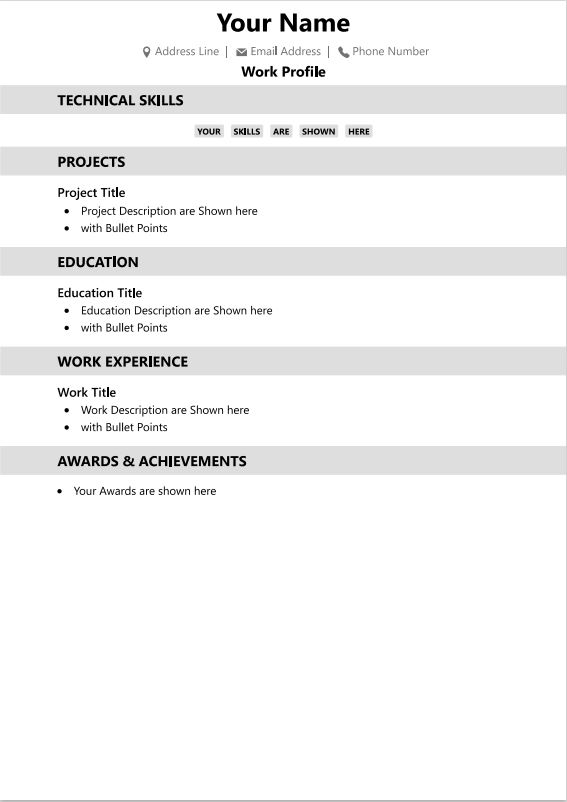 Your Name
Address Line | Email Address | Phone Number
Work Profile
TECHNICAL SKILLS
YOUR SKILLS ARE SHOWN HERE
PROJECTS
Project Title
• Project Description are Shown here
• with Bullet Points
EDUCATION
Education Title
• Education Description are Shown here
• with Bullet Points
WORK EXPERIENCE
Work Title
• Work Description are Shown here
• with Bullet Points
AWARDS & ACHIEVEMENTS
• Your Awards are shown here